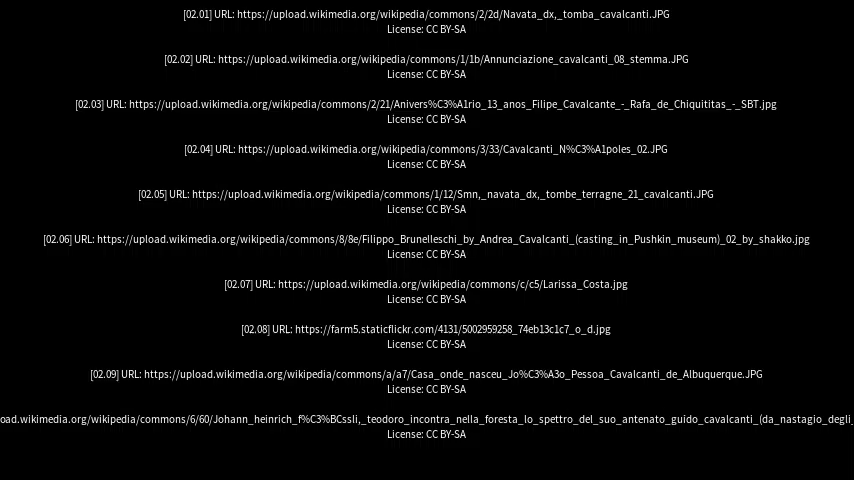 [02.01] URL: https://upload.wikimedia.org/wikipedia/commons/2/2d/Navata_dx,_tomba_cavalcanti.JPG
License: CC BY-SA
[02.02] URL: https://upload.wikimedia.org/wikipedia/commons/1/1b/Annunciazione_cavalcanti_08_stemma.JPG
License: CC BY-SA
[02.03] URL: https://upload.wikimedia.org/wikipedia/commons/2/21/Anivers%C3%A1rio_13_anos_Filipe_Cavalcante_-_Rafa_de_Chiquititas_-_SBT.jpg
License: CC BY-SA
[02.04] URL: https://upload.wikimedia.org/wikipedia/commons/3/33/Cavalcanti_N%C3%A1poles_02.JPG
License: CC BY-SA
[02.05] URL: https://upload.wikimedia.org/wikipedia/commons/1/12/Smn,_navata_dx,_tombe_terragne_21_cavalcanti.JPG
License: CC BY-SA
[02.06] URL: https://upload.wikimedia.org/wikipedia/commons/8/8e/Filippo_Brunelleschi_by_Andrea_Cavalcanti_(casting_in_Pushkin_museum)_02_by_shakko.jpg
License: CC BY-SA
[02.07] URL: https://upload.wikimedia.org/wikipedia/commons/c/c5/Larissa_Costa.jpg
License: CC BY-SA
[02.08] URL: https://farm5.staticflickr.com/4131/5002959258_74eb13c1c7_o_d.jpg
License: CC BY-SA
[02.09] URL: https://upload.wikimedia.org/wikipedia/commons/a/a7/Casa_onde_nasceu_Jo%C3%A3o_Pessoa_Cavalcanti_de_Albuquerque.JPG
License: CC BY-SA
oad.wikimedia.org/wikipedia/commons/6/60/Johann_heinrich_f%C3%BCssli,_teodoro_incontra_nella_foresta_lo_spettro_del_suo_antenato_guido_cavalcanti_(da_nastagio_degli_
License: CC BY-SA